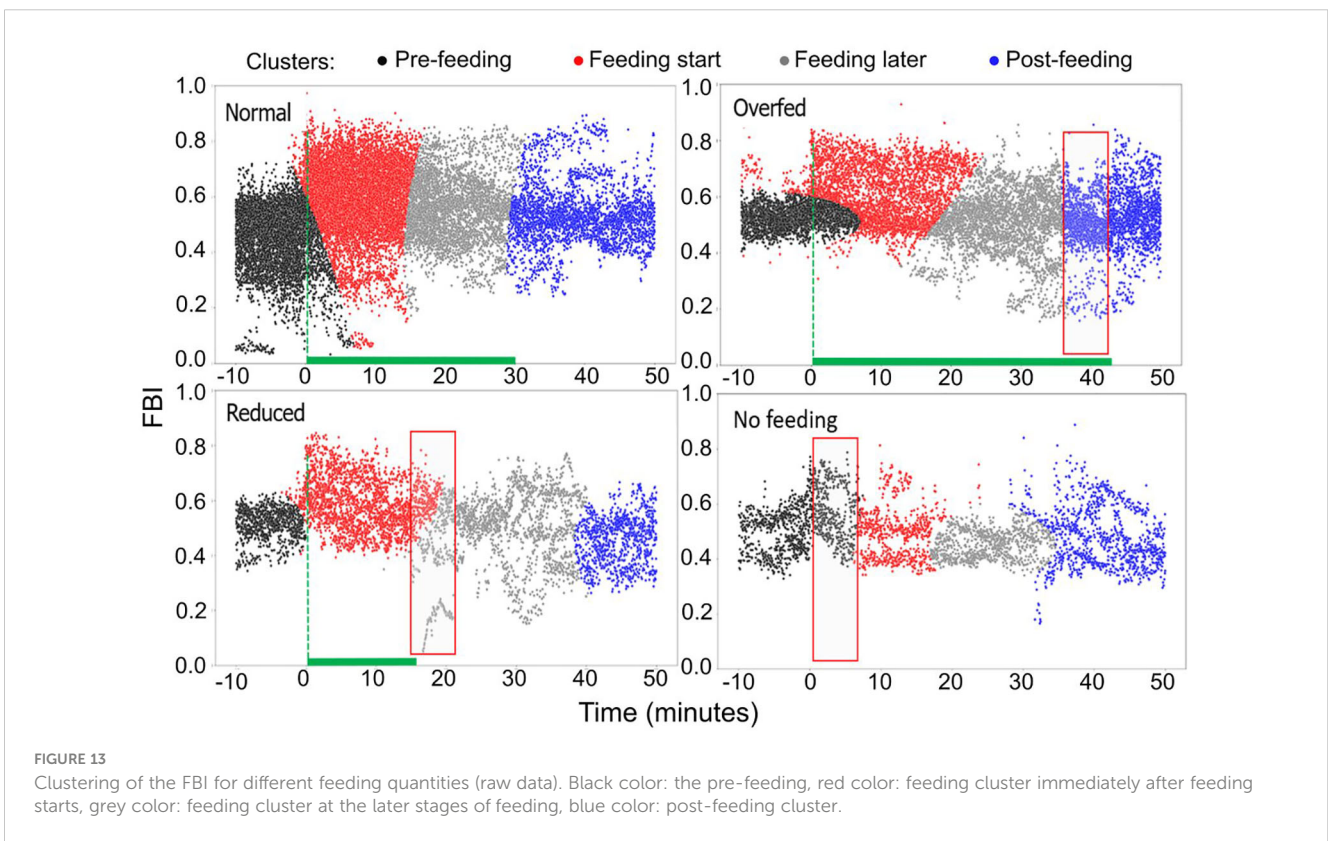 Clusters: Pre-feeding Feeding start Feeding later Post-feeding
1.0
0.8
0.6
0.4
0.2
0.0
Normal
-10 0 10 20 30 40 50
1.0
0.8
0.6
0.4
0.2
0.0
Overfed
-10 0 10 20 30 40 50
FBI
1.0
0.8
0.6
0.4
0.2
0.0
Reduced
-10 0 10 20 30 40 50
1.0
0.8
0.6
0.4
0.2
0.0
No feeding
-10 0 10 20 30 40 50
Time (minutes)
FIGURE 13
Clustering of the FBI for different feeding quantities (raw data). Black color: the pre-feeding, red color: feeding cluster immediately after feeding
starts, grey color: feeding cluster at the later stages of feeding, blue color: post-feeding cluster.